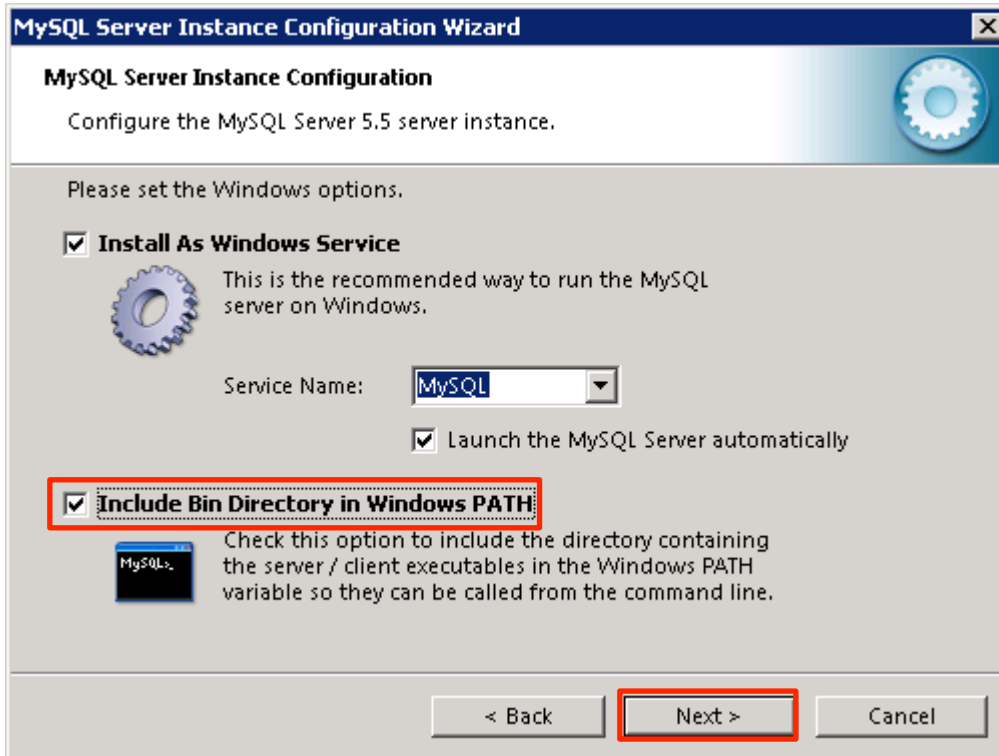 MySQL Server Instance Configuration Wizard
MySQL Server Instance Configuration
Configure the MySQL Server 5.5 server instance.
Please set the Windows options.
Install As Windows Service
This is the recommended way to run the MySQL
server on Windows.
Service Name: MySQL
Launch the MySQL Server automatically
Include Bin Directory in Windows PATH
Check this option to include the directory containing
the server / client executables in the Windows PATH
variable so they can be called from the command line.
MySQL>_
< Back Next > Cancel